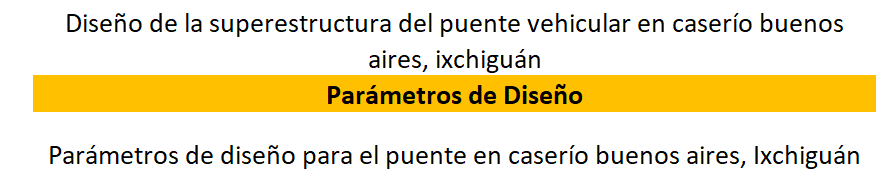 Diseño de la superestructura del puente vehicular en caserío buenos
aires, ixchiguán
Parámetros de Diseño
Parámetros de diseño para el puente en caserío buenos aires, Ixchiguán